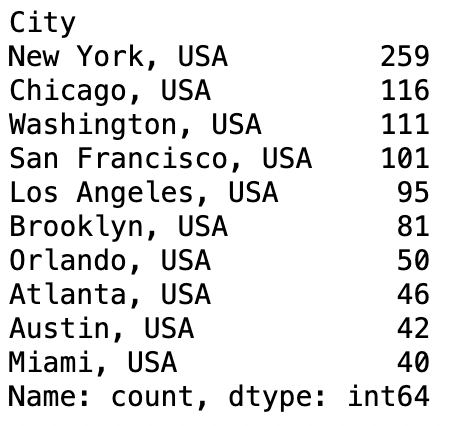 City
New York, USA 259
Chicago, USA 116
Washington, USA 111
San Francisco, USA 101
Los Angeles, USA 95
Brooklyn, USA 81
Orlando, USA 50
Atlanta, USA 46
Austin, USA 42
Miami, USA 40
Name: count, dtype: int64